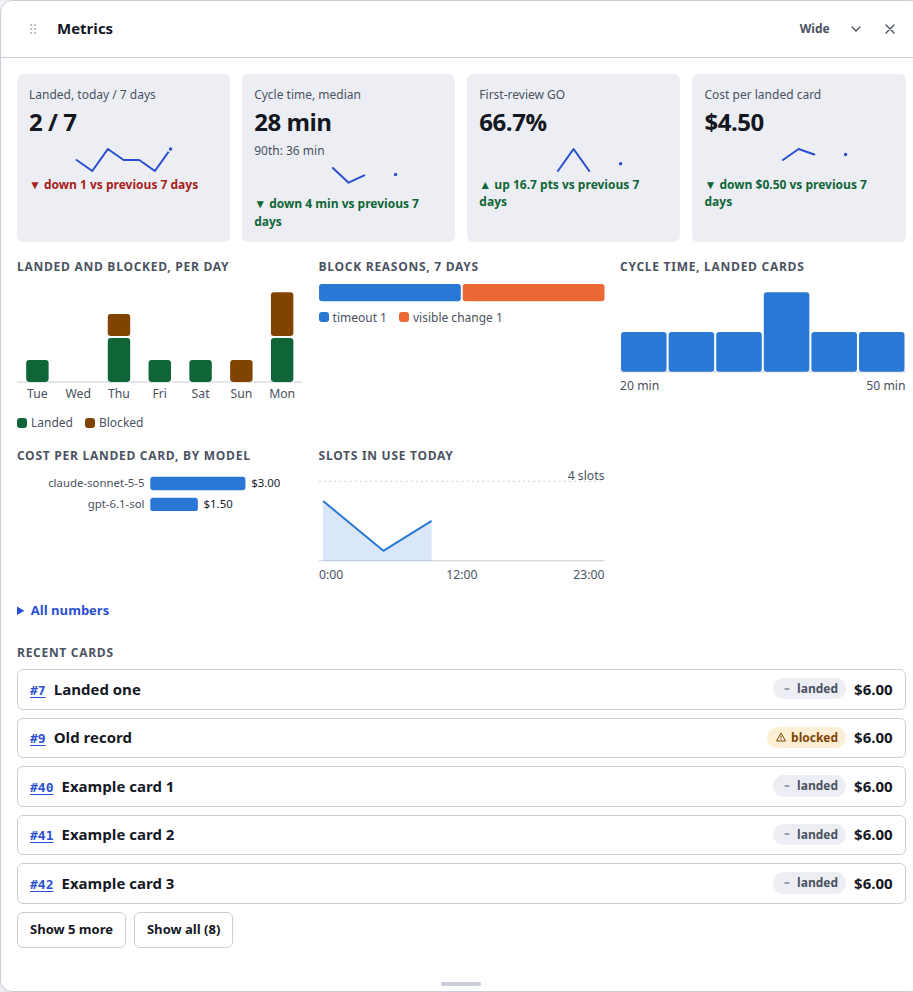 Metrics
Wide
Landed, today / 7 days
2 / 7
▼ down 1 vs previous 7 days
Cycle time, median
28 min
90th: 36 min
▼ down 4 min vs previous 7
days
First-review GO
66.7%
▲ up 16.7 pts vs previous 7
days
Cost per landed card
$4.50
▼ down $0.50 vs previous 7
days
LANDED AND BLOCKED, PER DAY
Tue Wed Thu Fri Sat Sun Mon
Landed Blocked
BLOCK REASONS, 7 DAYS
timeout 1 visible change 1
CYCLE TIME, LANDED CARDS
20 min 50 min
COST PER LANDED CARD, BY MODEL
claude-sonnet-5-5 $3.00
gpt-6.1-sol $1.50
SLOTS IN USE TODAY
4 slots
0:00 12:00 23:00
▶ All numbers
RECENT CARDS
#7 Landed one – landed $6.00
#9 Old record ⚠ blocked $6.00
#40 Example card 1 – landed $6.00
#41 Example card 2 – landed $6.00
#42 Example card 3 – landed $6.00
Show 5 more Show all (8)